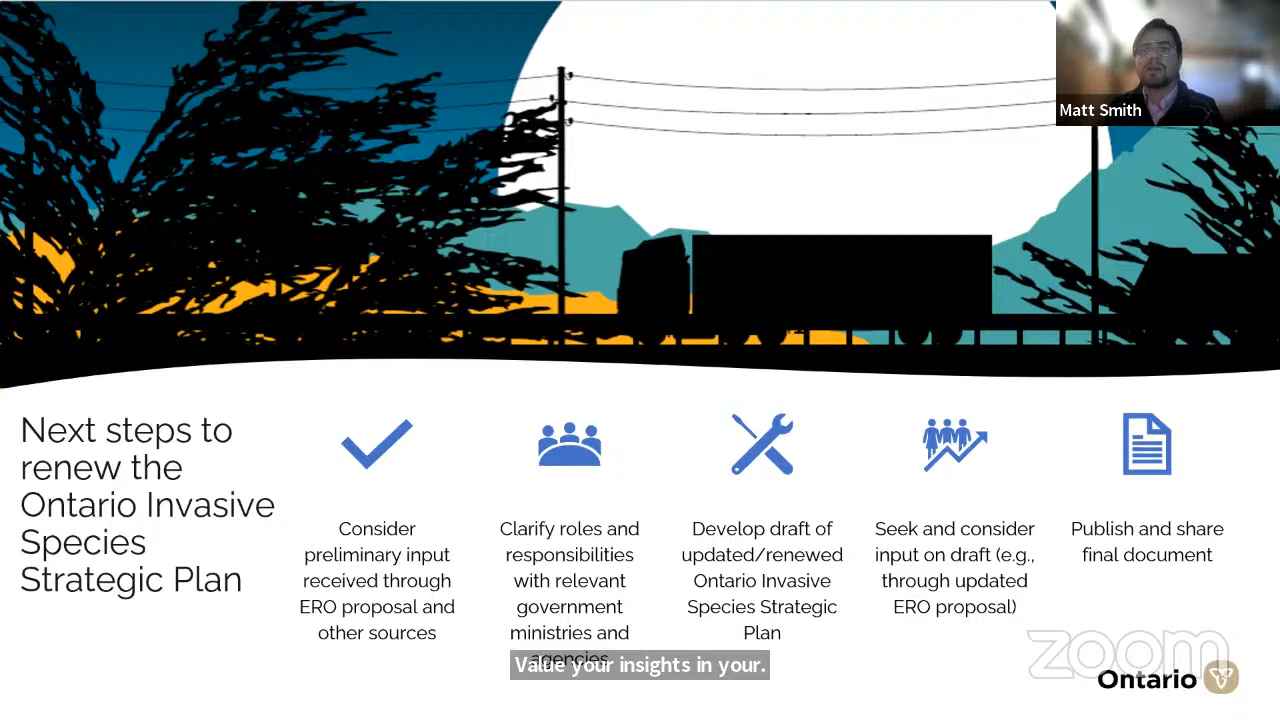 Matt Smith
Next steps to
renew the
Ontario Invasive
Species
Strategic Plan
Consider
preliminary input
received through
ERO proposal and
other sources
Clarify roles and
responsibilities
with relevant
government
ministries and
agencies
Develop draft of
updated/renewed
Ontario Invasive
Species Strategic
Plan
Seek and consider
input on draft (e.g.,
through updated
ERO proposal)
Publish and share
final document
Value your insights in your.
zoom
Ontario